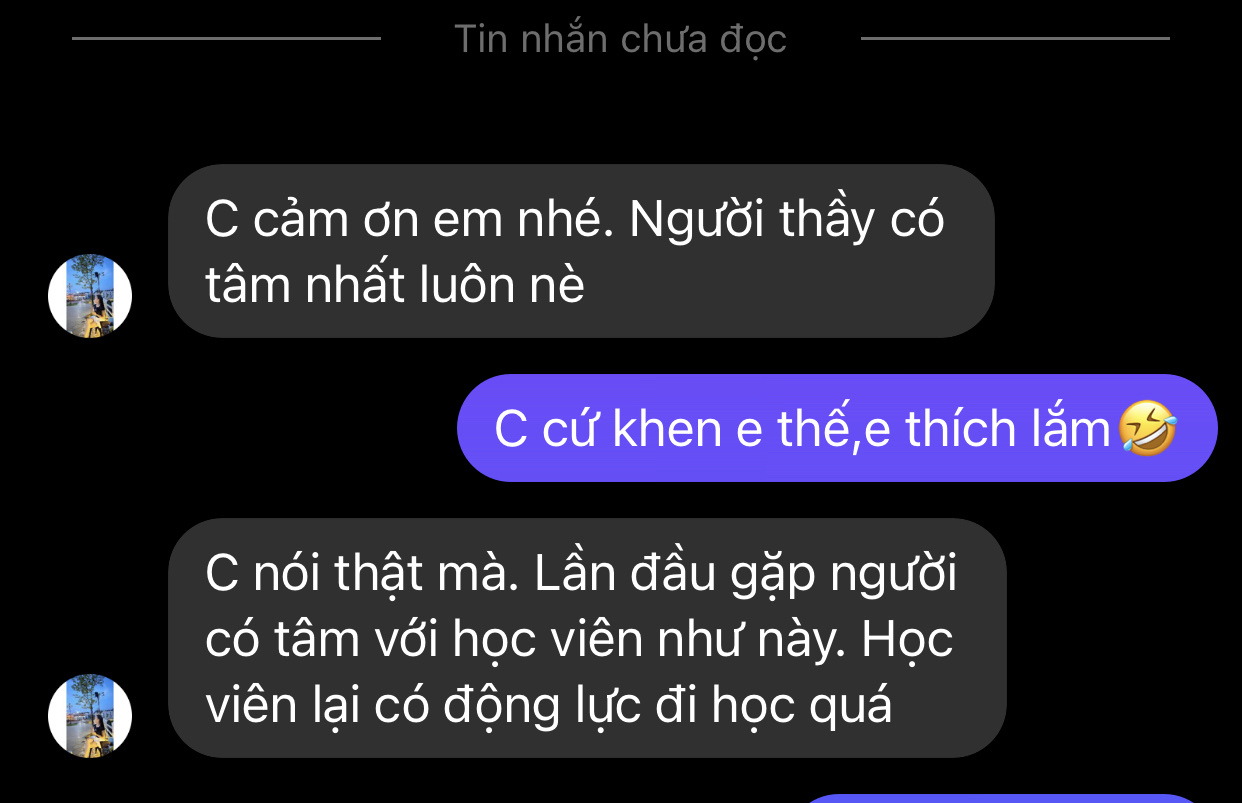 Tin nhắn chưa đọc
C cảm ơn em nhé. Người thầy có
tâm nhất luôn nè
C cứ khen e thế,e thích lắm🤣
C nói thật mà. Lần đầu gặp người
có tâm với học viên như này. Học
viên lại có động lực đi học quá